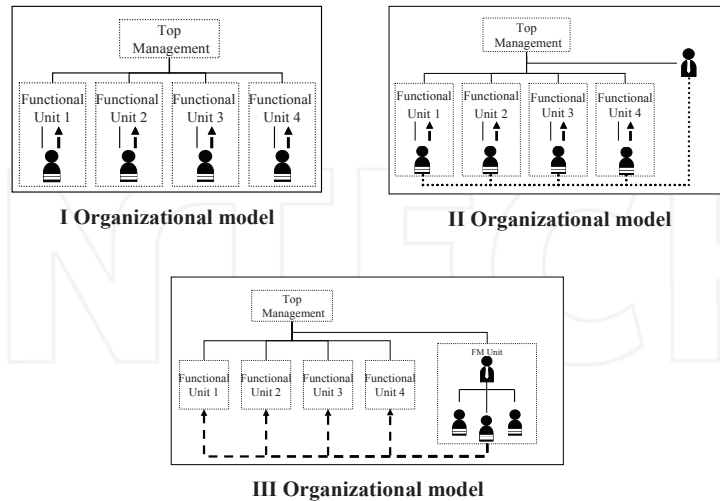 Top
Management
Functional
Unit 1
Functional
Unit 2
Functional
Unit 3
Functional
Unit 4
I Organizational model
Top
Management
Functional
Unit 1
Functional
Unit 2
Functional
Unit 3
Functional
Unit 4
II Organizational model
Top
Management
Functional
Unit 1
Functional
Unit 2
Functional
Unit 3
Functional
Unit 4
FM Unit
III Organizational model